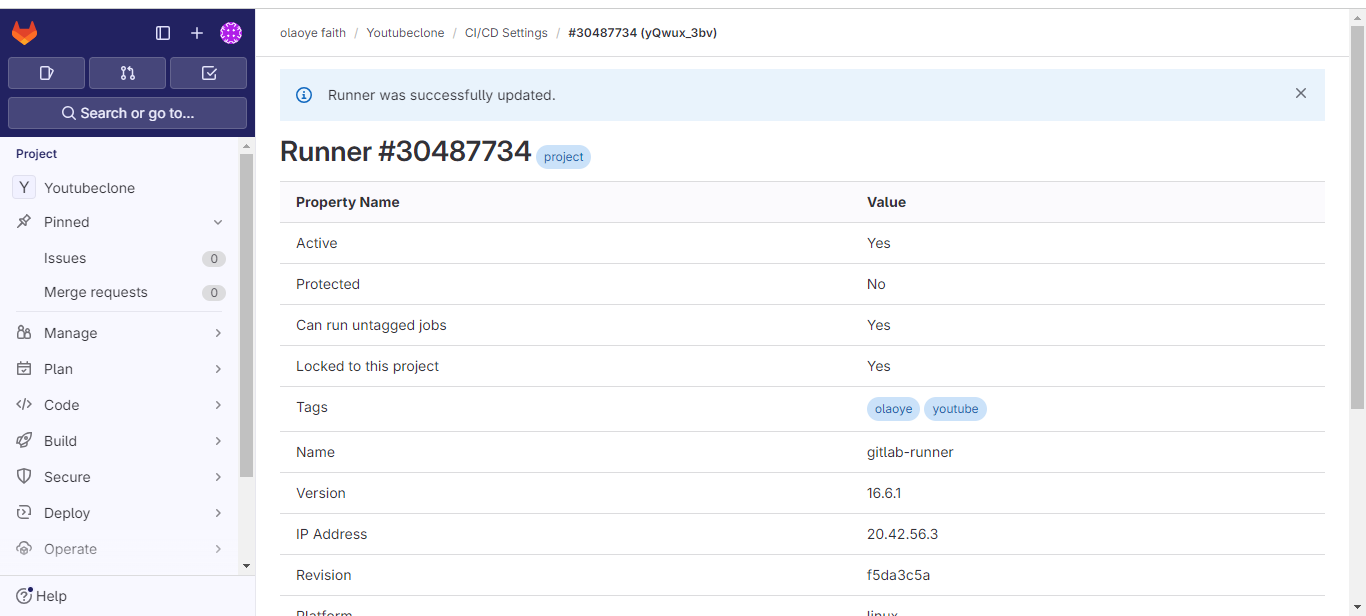 olaoye faith / Youtubeclone / CI/CD Settings / #30487734 (yQwux_3bv)
Search or go to...
Project
Y Youtubeclone
Pinned
Issues 0
Merge requests 0
Manage
Plan
Code
Build
Secure
Deploy
Operate
Help
Runner was successfully updated.
Runner #30487734 project
Property Name Value
Active Yes
Protected No
Can run untagged jobs Yes
Locked to this project Yes
Tags olaoye youtube
Name gitlab-runner
Version 16.6.1
IP Address 20.42.56.3
Revision f5da3c5a
Platform linux